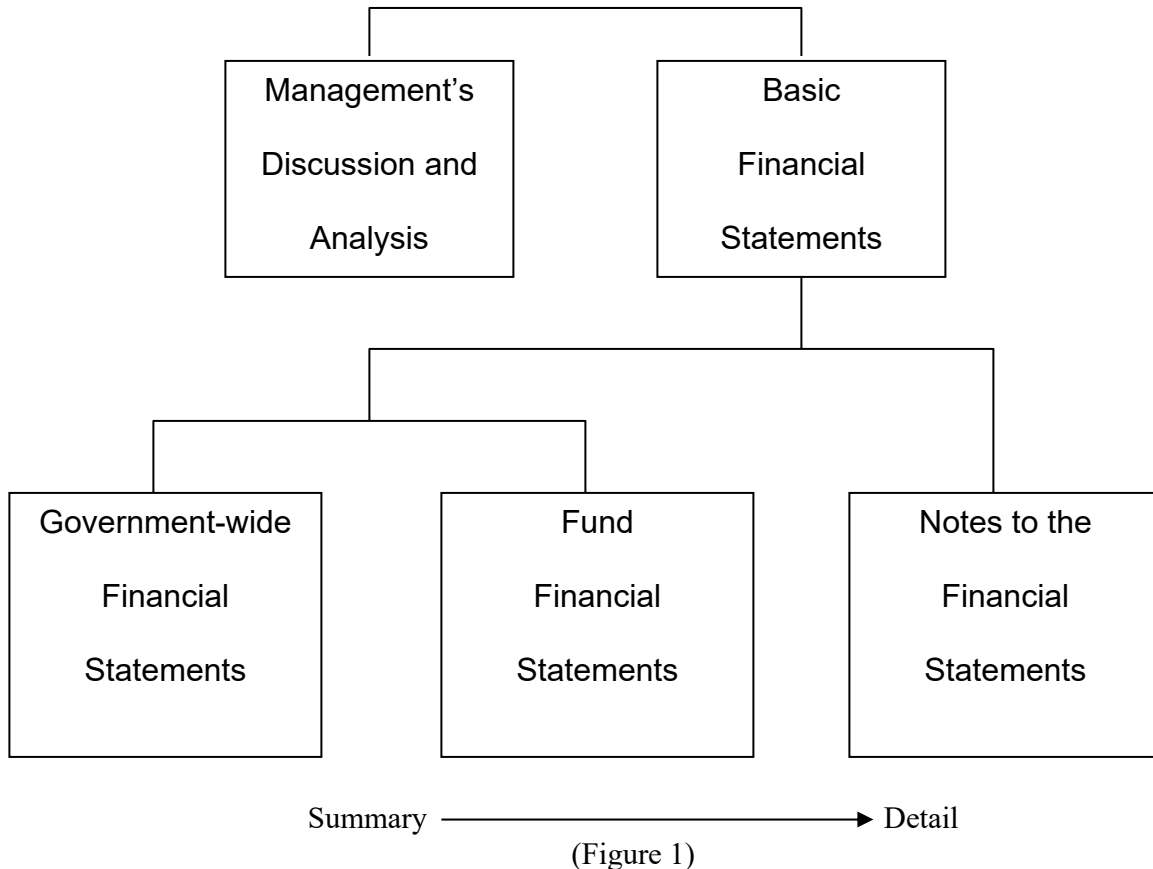 Management’s
Discussion and
Analysis
Basic
Financial
Statements
Government-wide
Financial
Statements
Fund
Financial
Statements
Notes to the
Financial
Statements
Summary
Detail
(Figure 1)